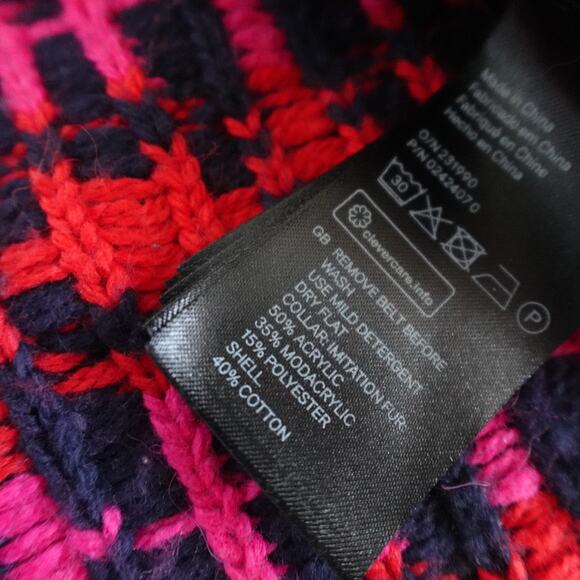 Made in China
Fabricado en China
Fabriqué en Chine
Hecho en China
O/N 231990
P/N 02424070
30
P
clevercare.info
GB REMOVE BELT BEFORE
WASH
USE MILD DETERGENT
DRY FLAT
COLLAR: IMITATION FUR
50% ACRYLIC
35% MODACRYLIC
15% POLYESTER
SHELL
40% COTTON